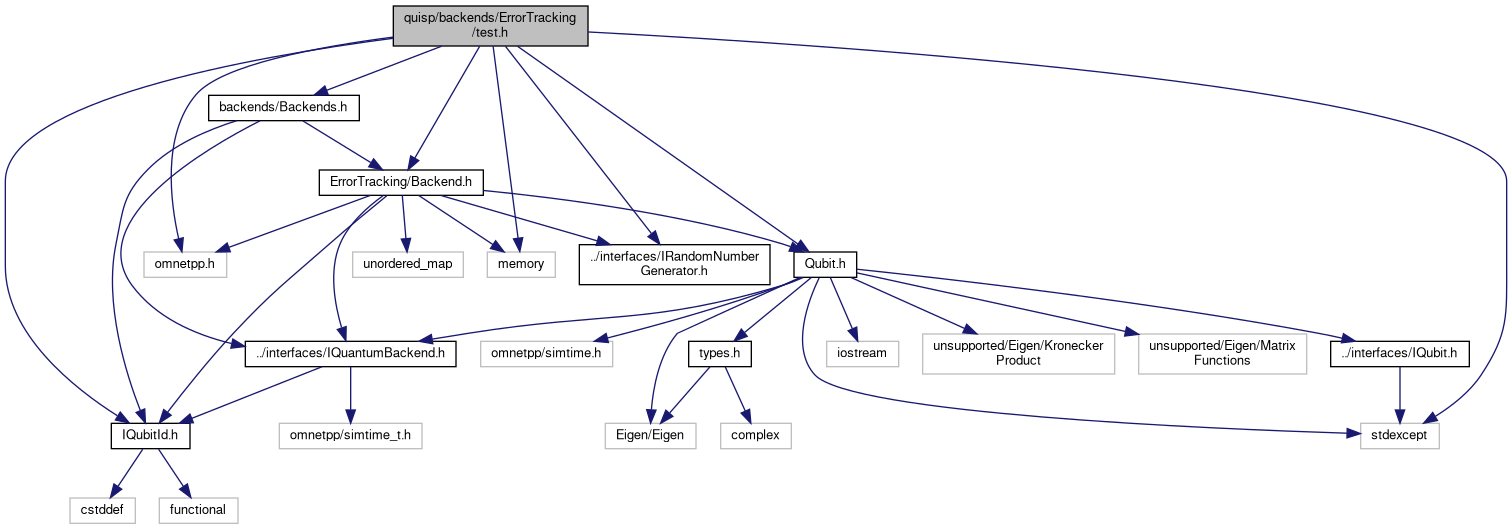 quisp/backends/ErrorTracking
/test.h
backends/Backends.h
ErrorTracking/Backend.h
omnetpp.h
unordered_map
memory
../interfaces/IRandomNumber
Generator.h
Qubit.h
../interfaces/IQuantumBackend.h
omnetpp/simtime.h
types.h
iostream
unsupported/Eigen/Kronecker
Product
unsupported/Eigen/Matrix
Functions
../interfaces/IQubit.h
IQubitId.h
omnetpp/simtime_t.h
Eigen/Eigen
complex
stdexcept
cstddef
functional